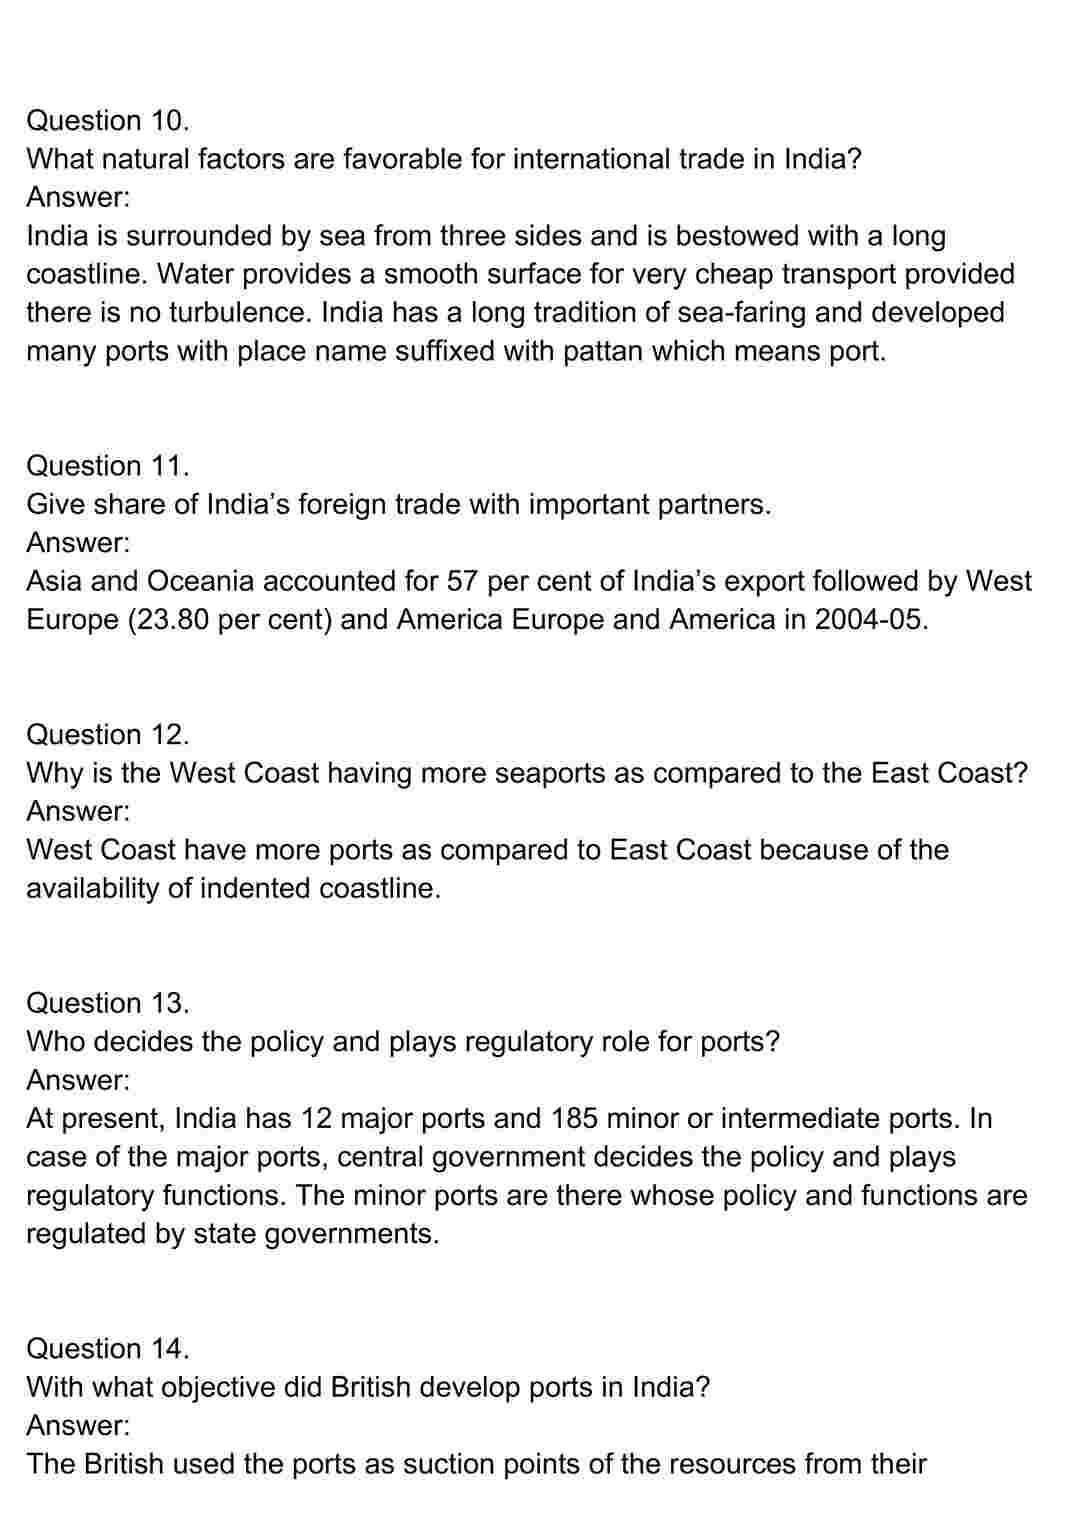 Question 10.
What natural factors are favorable for international trade in India?
Answer:
India is surrounded by sea from three sides and is bestowed with a long
coastline. Water provides a smooth surface for very cheap transport provided
there is no turbulence. India has a long tradition of sea-faring and developed
many ports with place name suffixed with pattan which means port.
Question 11.
Give share of India’s foreign trade with important partners.
Answer:
Asia and Oceania accounted for 57 per cent of India’s export followed by West
Europe (23.80 per cent) and America Europe and America in 2004-05.
Question 12.
Why is the West Coast having more seaports as compared to the East Coast?
Answer:
West Coast have more ports as compared to East Coast because of the
availability of indented coastline.
Question 13.
Who decides the policy and plays regulatory role for ports?
Answer:
At present, India has 12 major ports and 185 minor or intermediate ports. In
case of the major ports, central government decides the policy and plays
regulatory functions. The minor ports are there whose policy and functions are
regulated by state governments.
Question 14.
With what objective did British develop ports in India?
Answer:
The British used the ports as suction points of the resources from their